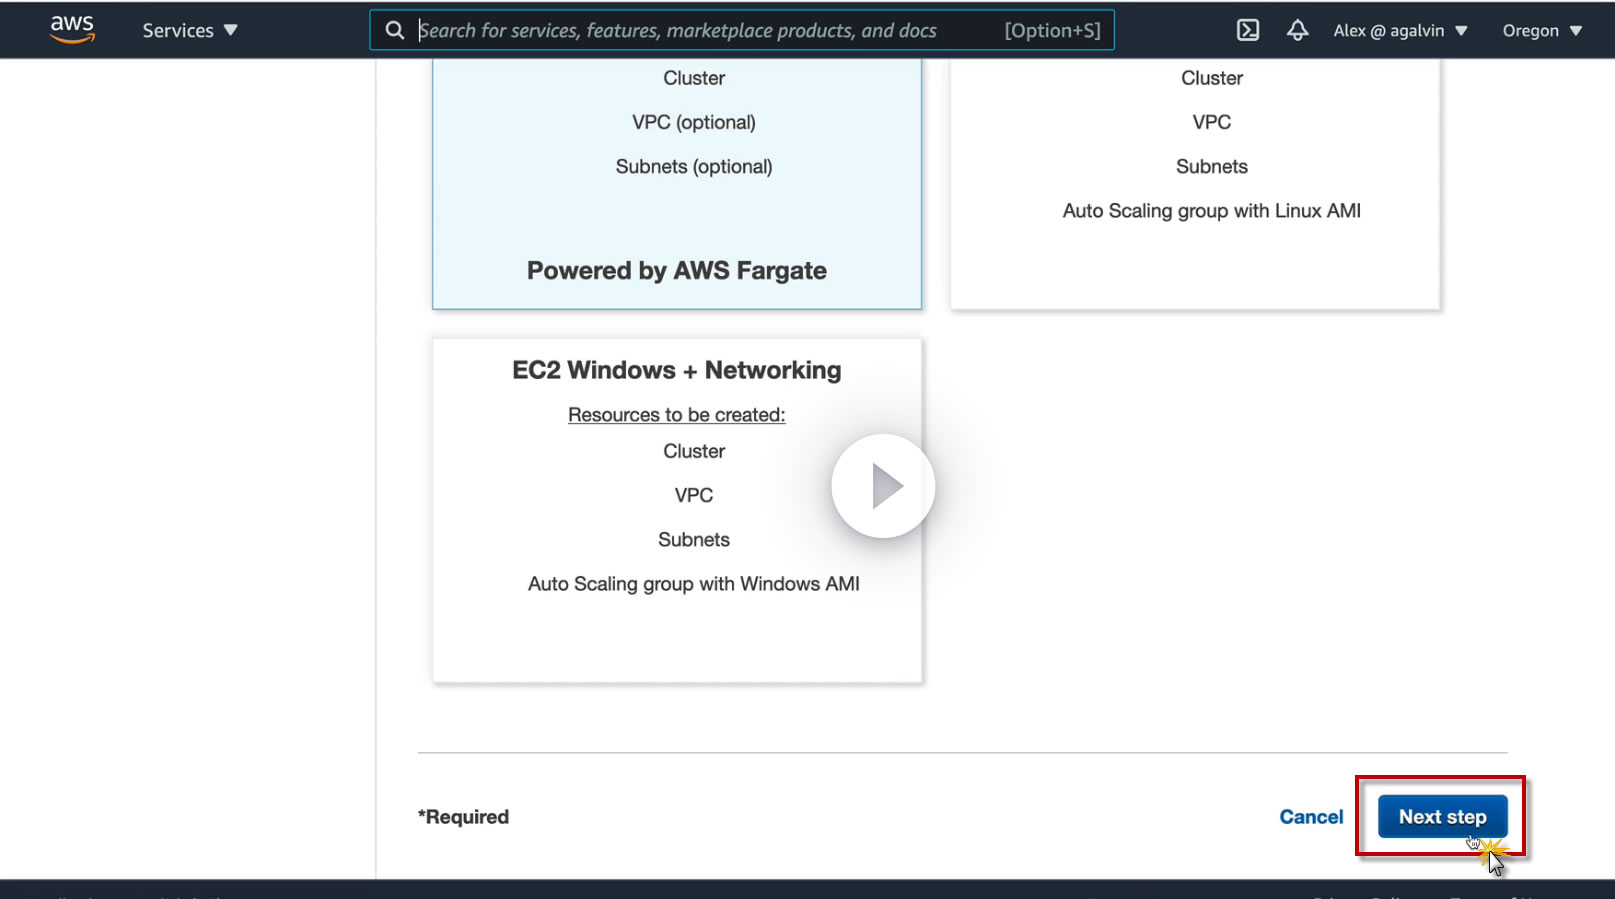 aws
Services ▼
Search for services, features, marketplace products, and docs [Option+S]
Alex @ agalvin ▼
Oregon ▼
Cluster
VPC (optional)
Subnets (optional)
Powered by AWS Fargate
Cluster
VPC
Subnets
Auto Scaling group with Linux AMI
EC2 Windows + Networking
Resources to be created:
Cluster
VPC
Subnets
Auto Scaling group with Windows AMI
*Required
Cancel
Next step